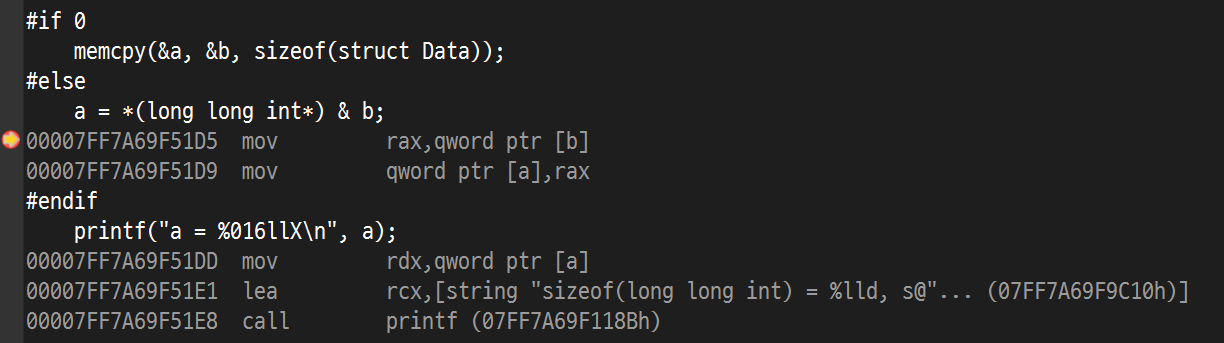 #if 0
    memcpy(&a, &b, sizeof(struct Data));
#else
    a = *(long long int*) & b;
00007FF7A69F51D5  mov         rax,qword ptr [b]
00007FF7A69F51D9  mov         qword ptr [a],rax
#endif
    printf("a = %016llX\n", a);
00007FF7A69F51DD  mov         rdx,qword ptr [a]
00007FF7A69F51E1  lea         rcx,[string "sizeof(long long int) = %lld, s@"... (07FF7A69F9C10h)]
00007FF7A69F51E8  call        printf (07FF7A69F118Bh)